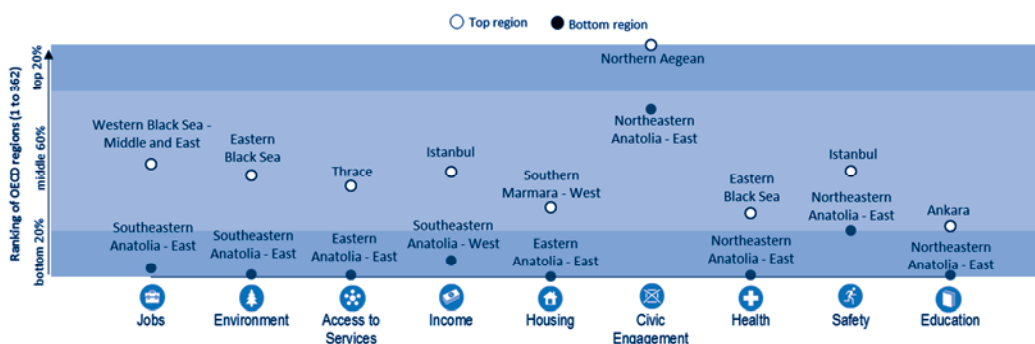 Top region
Bottom region
Ranking of OECD regions (1 to 362)
top 20%
middle 60%
bottom 20%
Western Black Sea -
Middle and East
Southeastern
Anatolia - East
Eastern
Black Sea
Southeastern
Anatolia - East
Thrace
Eastern
Anatolia - East
Istanbul
Southeastern
Anatolia - West
Southern
Marmara - West
Eastern
Anatolia - East
Northern Aegean
Northeastern
Anatolia - East
Eastern
Black Sea
Northeastern
Anatolia - East
Istanbul
Northeastern
Anatolia - East
Ankara
Northeastern
Anatolia - East
Jobs
Environment
Access to
Services
Income
Housing
Civic
Engagement
Health
Safety
Education